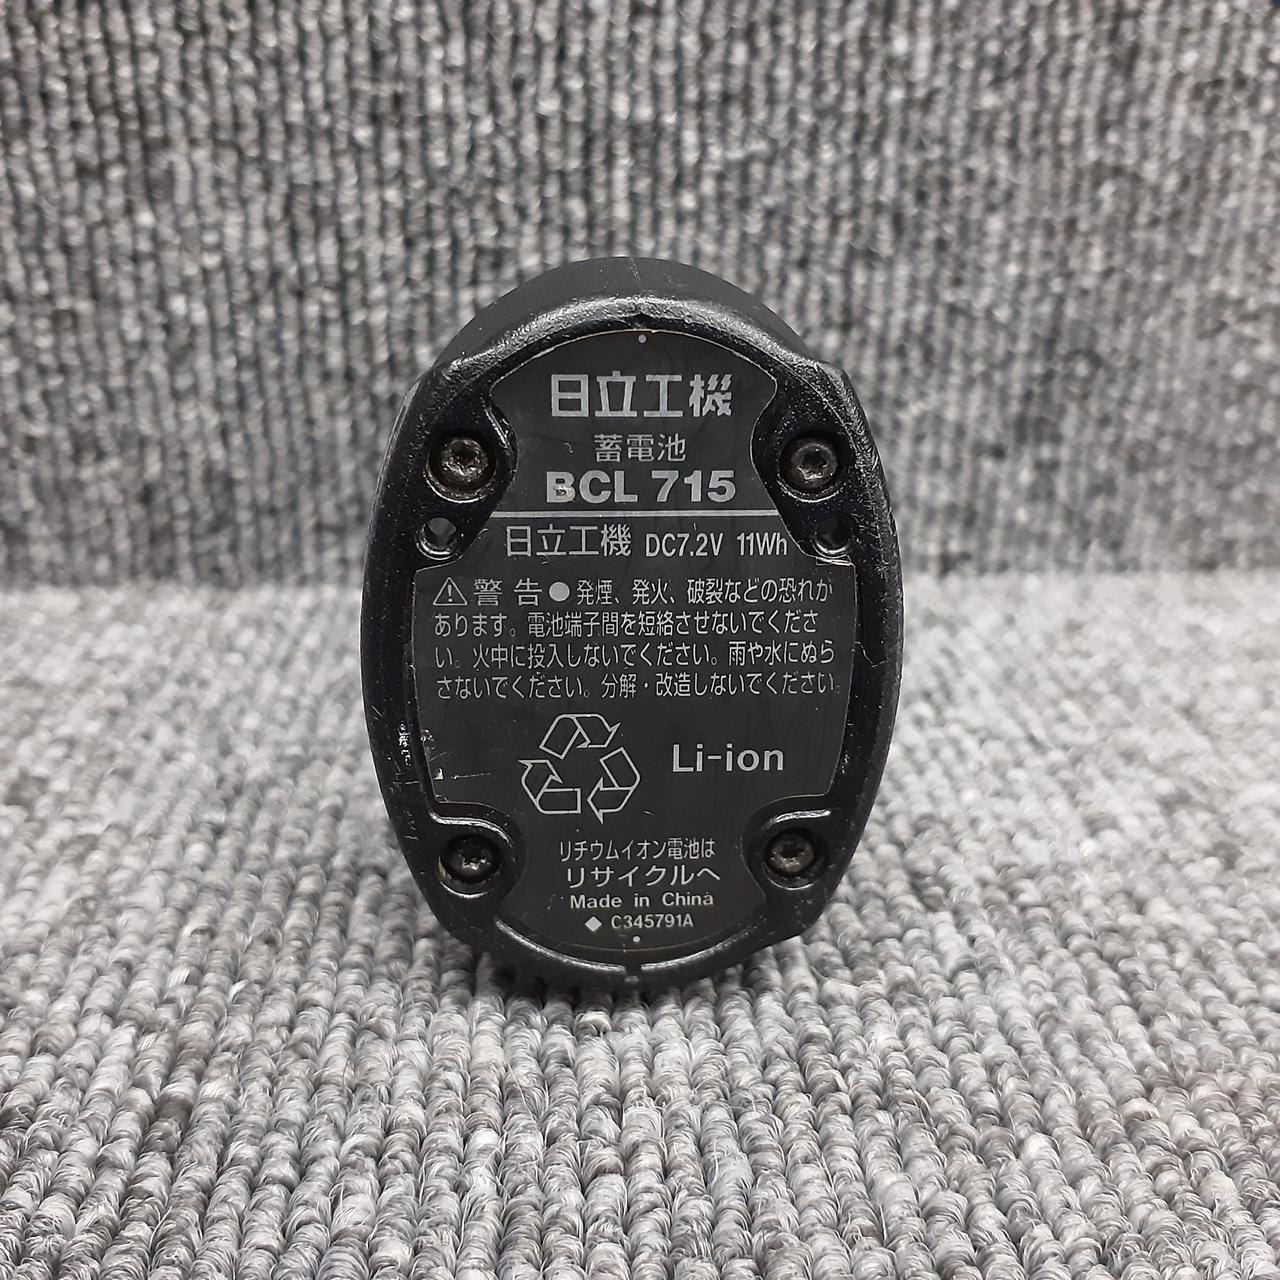 日立工機
蓄電池
BCL 715
日立工機 DC7.2V 11Wh
⚠警告●発煙、発火、破裂などの恐れが
あります。電池端子間を短絡させないでくださ
い。火中に投入しないでください。雨や水にぬら
さないでください。分解・改造しないでください。
Li-ion
リチウムイオン電池は
リサイクルへ
Made in China
◆ C345791A